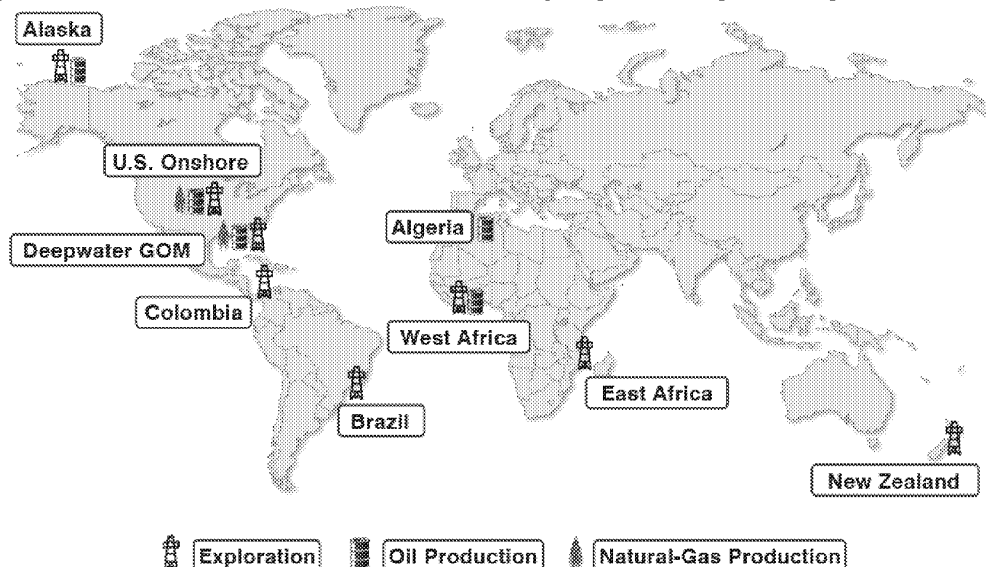 Alaska
U.S. Onshore
Deepwater GOM
Algeria
Colombia
West Africa
East Africa
Brazil
New Zealand
Exploration
Oil Production
Natural-Gas Production